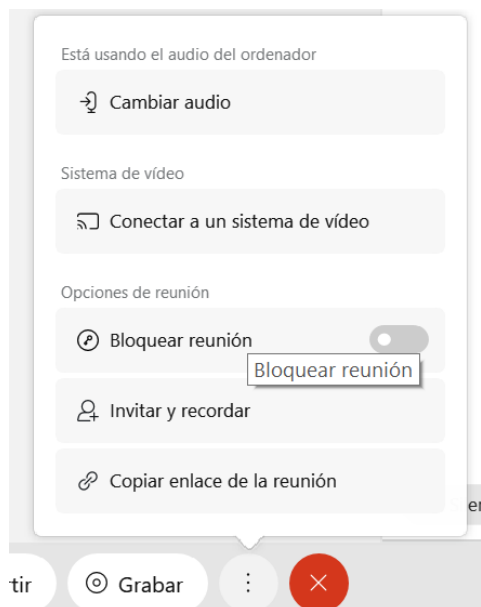 Está usando el audio del ordenador
Cambiar audio
Sistema de vídeo
Conectar a un sistema de vídeo
Opciones de reunión
Bloquear reunión
Bloquear reunión
Invitar y recordar
Copiar enlace de la reunión
Grabar